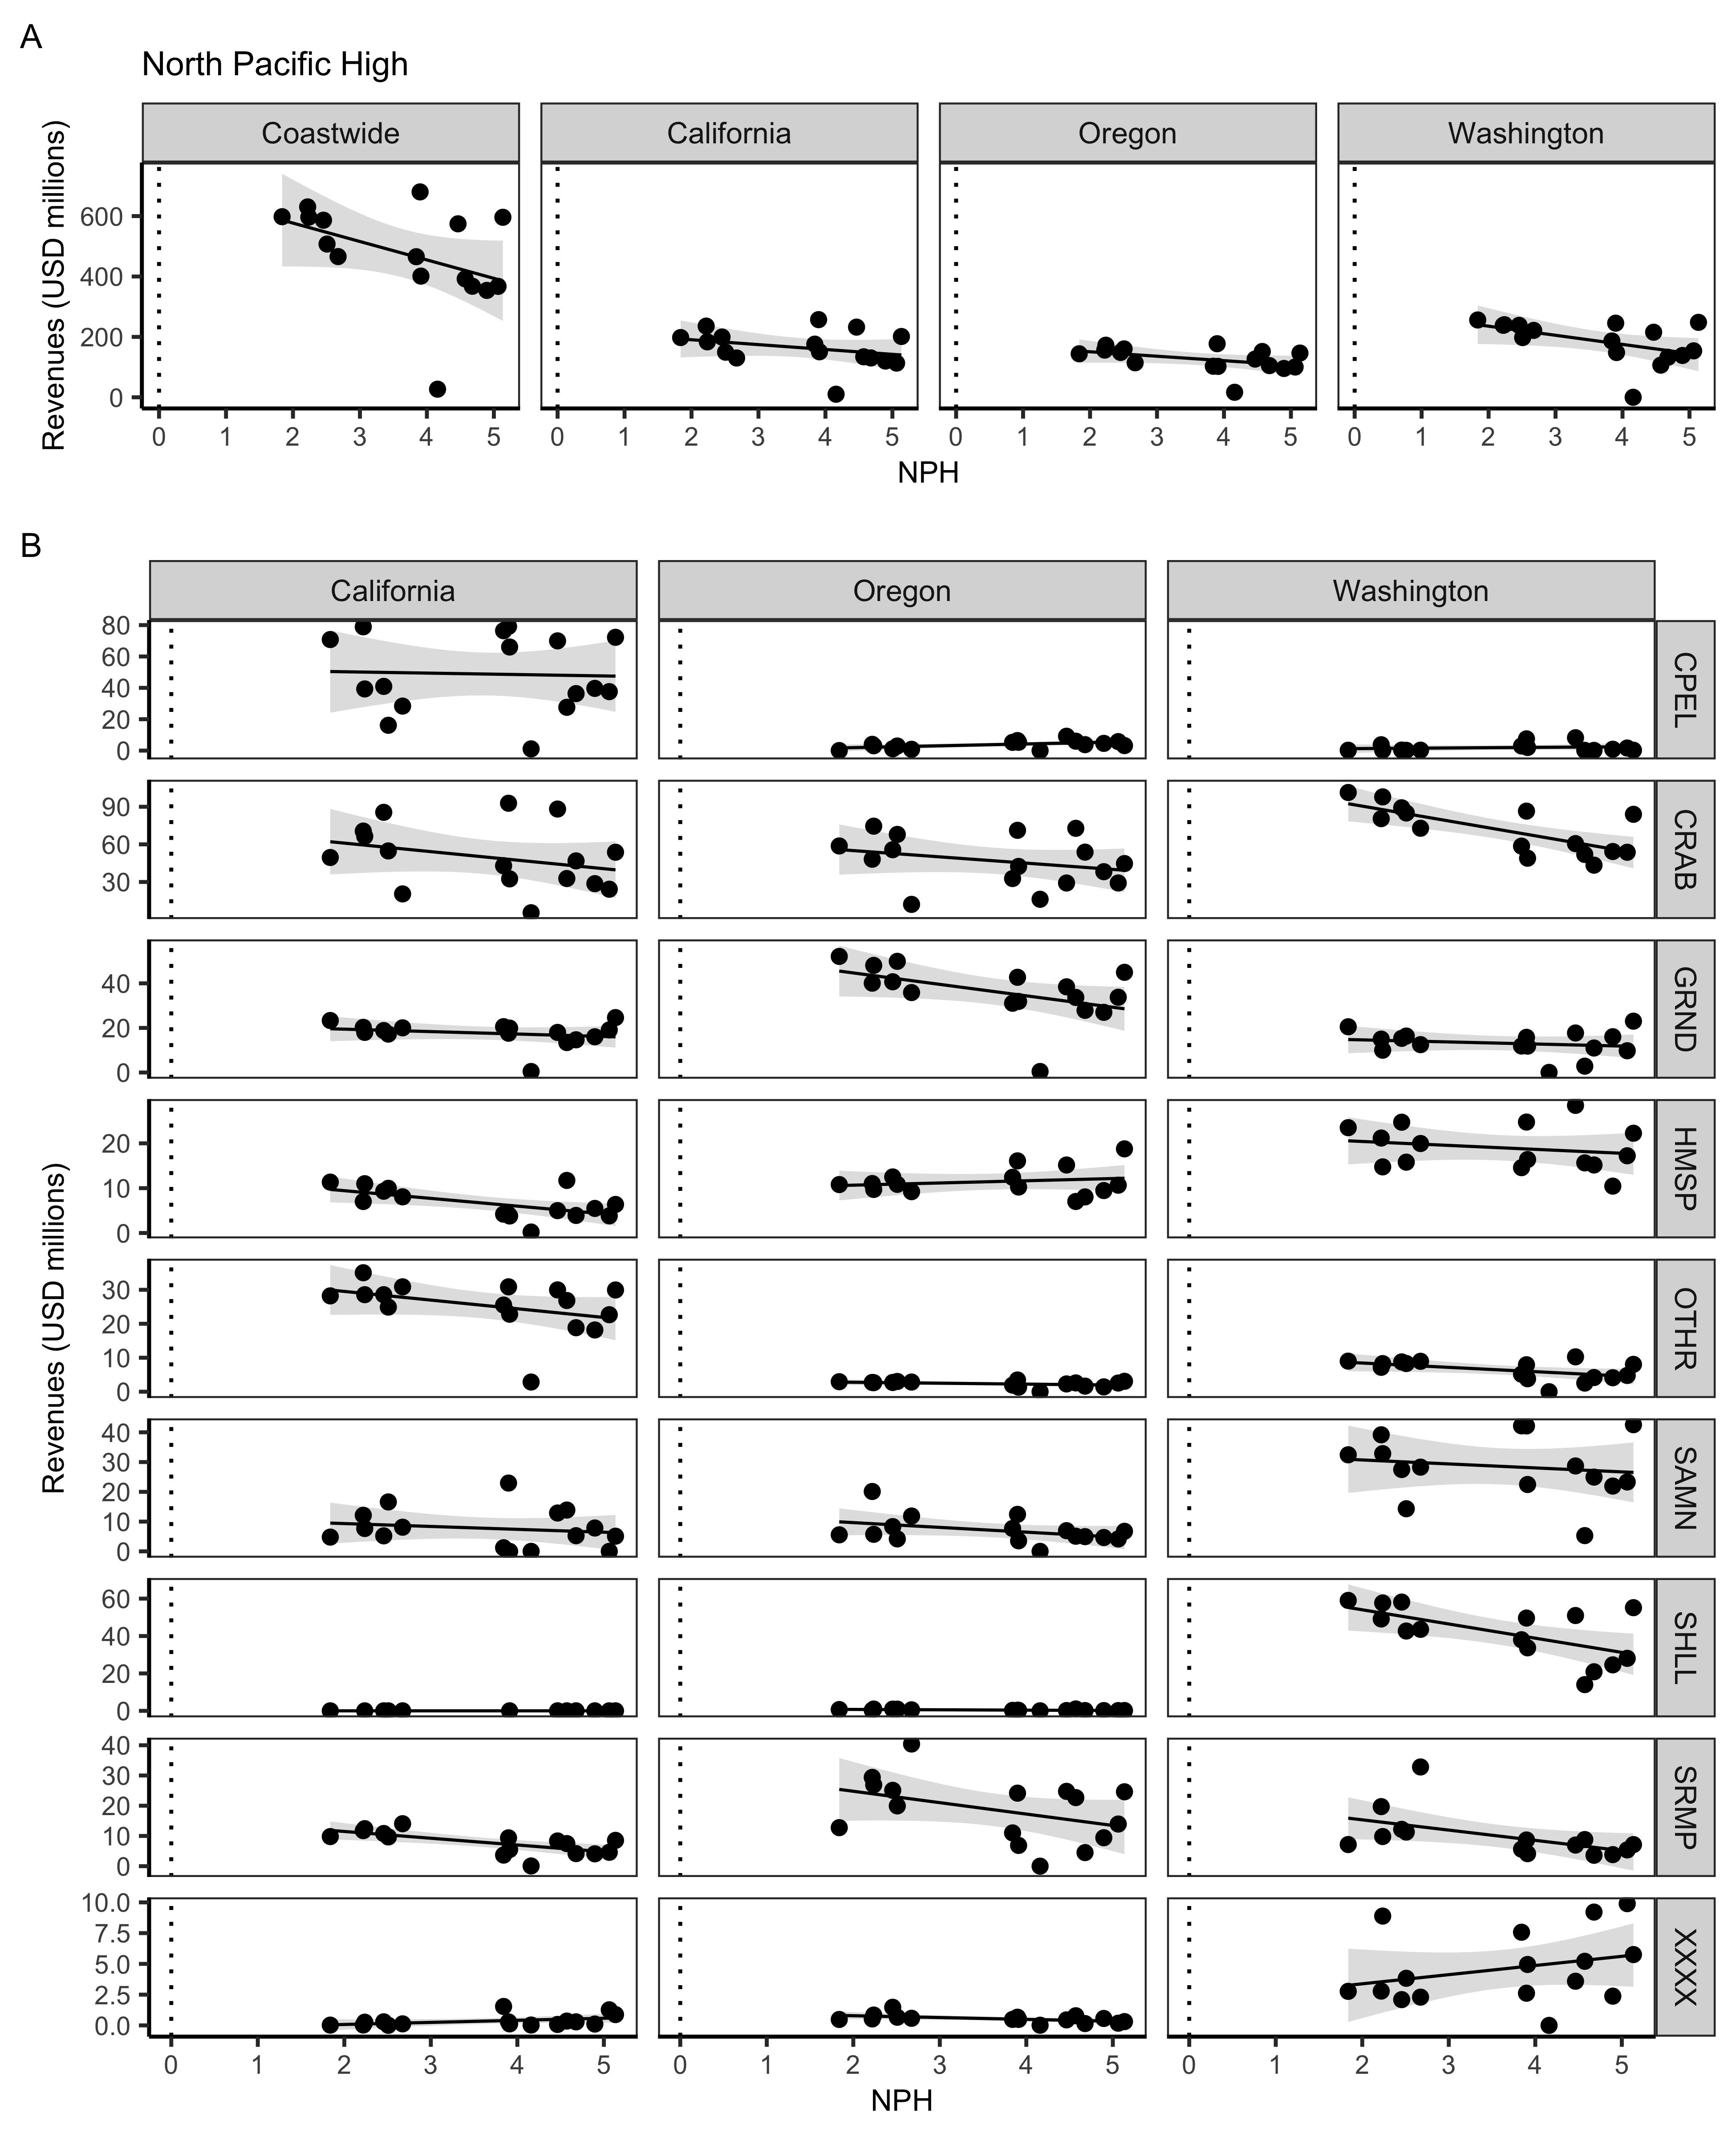 A
North Pacific High
Coastwide California Oregon Washington
Revenues (USD millions)
600
400
200
0
0 1 2 3 4 5 0 1 2 3 4 5 0 1 2 3 4 5 0 1 2 3 4 5
NPH
B
California Oregon Washington
Revenues (USD millions)
80
60
40
20
0
CPEL
90
60
30
CRAB
40
20
0
GRND
20
10
0
HMSP
30
20
10
0
OTHR
40
30
20
10
0
SAMN
60
40
20
0
SHLL
40
30
20
10
0
SRMP
10.0
7.5
5.0
2.5
0.0
XXXX
0 1 2 3 4 5 0 1 2 3 4 5 0 1 2 3 4 5
NPH